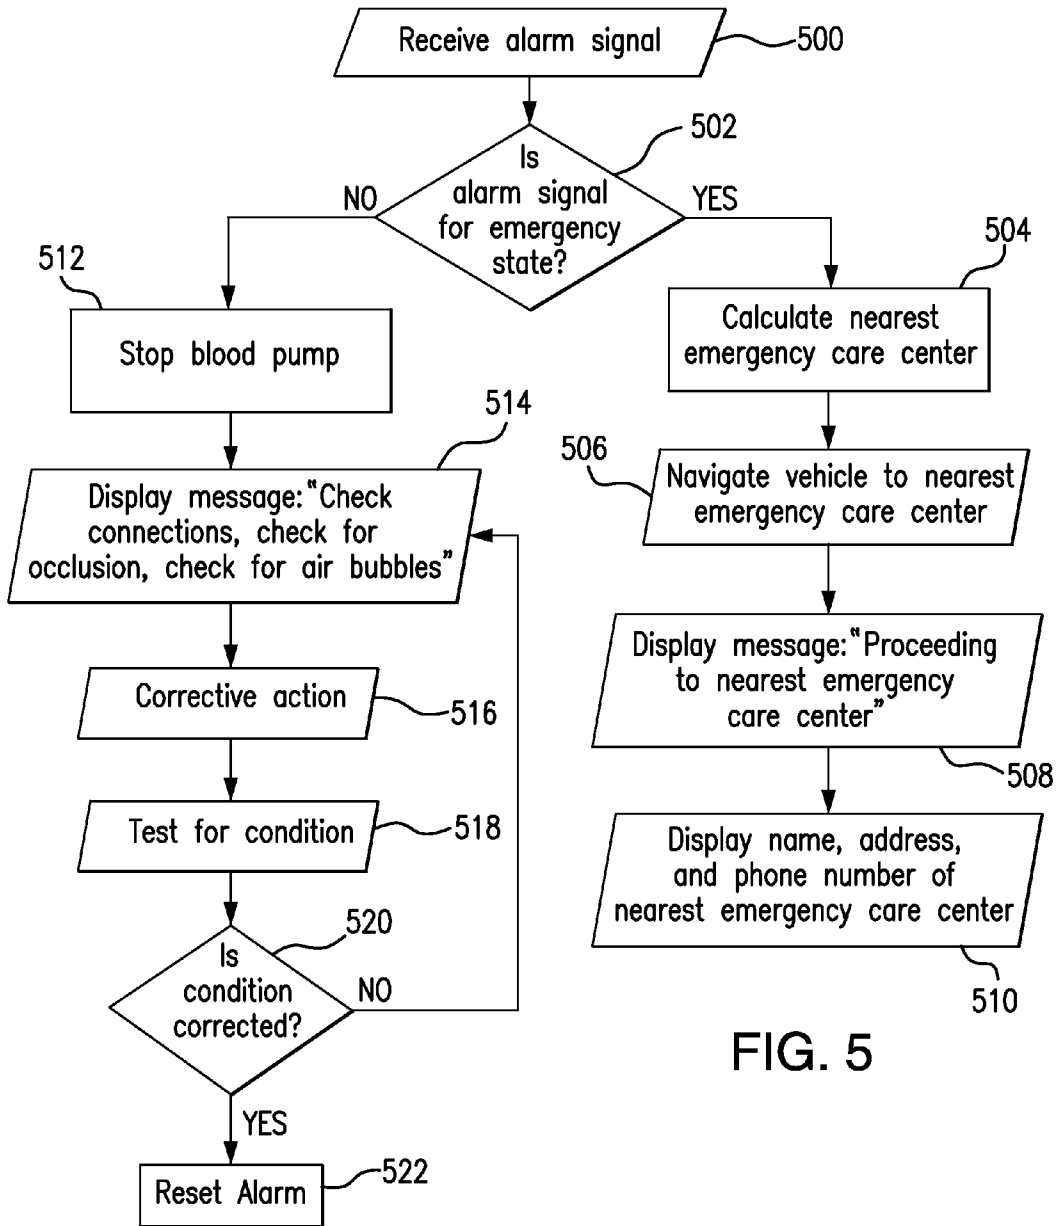 Receive alarm signal
500
502
Is
alarm signal
for emergency
state?
NO
YES
512
Stop blood pump
514
Display message:"Check
connections, check for
occlusion, check for air bubbles"
Corrective action
516
Test for condition
518
520
Is
condition
corrected?
NO
YES
Reset Alarm
522
504
Calculate nearest
emergency care center
506
Navigate vehicle to nearest
emergency care center
Display message:"Proceeding
to nearest emergency
care center"
508
Display name, address,
and phone number of
nearest emergency care center
510
FIG. 5